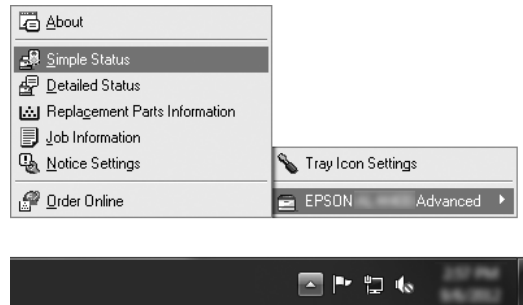 About
Simple Status
Detailed Status
Replacement Parts Information
Job Information
Notice Settings
Order Online
Tray Icon Settings
EPSON Advanced